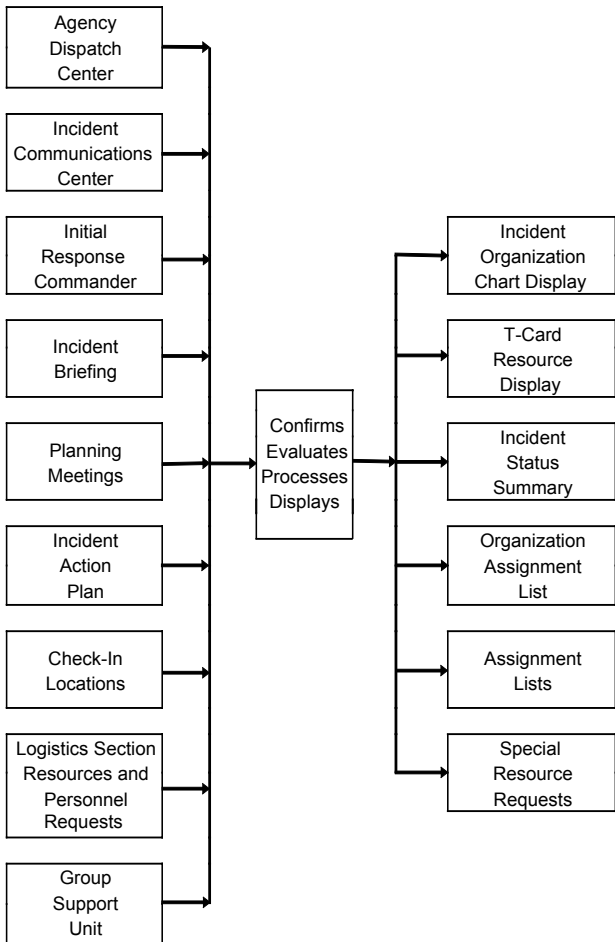 Agency
Dispatch
Center
Incident
Communications
Center
Initial
Response
Commander
Incident
Briefing
Planning
Meetings
Incident
Action
Plan
Check-In
Locations
Logistics Section
Resources and
Personnel
Requests
Group
Support
Unit
Confirms
Evaluates
Processes
Displays
Incident
Organization
Chart Display
T-Card
Resource
Display
Incident
Status
Summary
Organization
Assignment
List
Assignment
Lists
Special
Resource
Requests